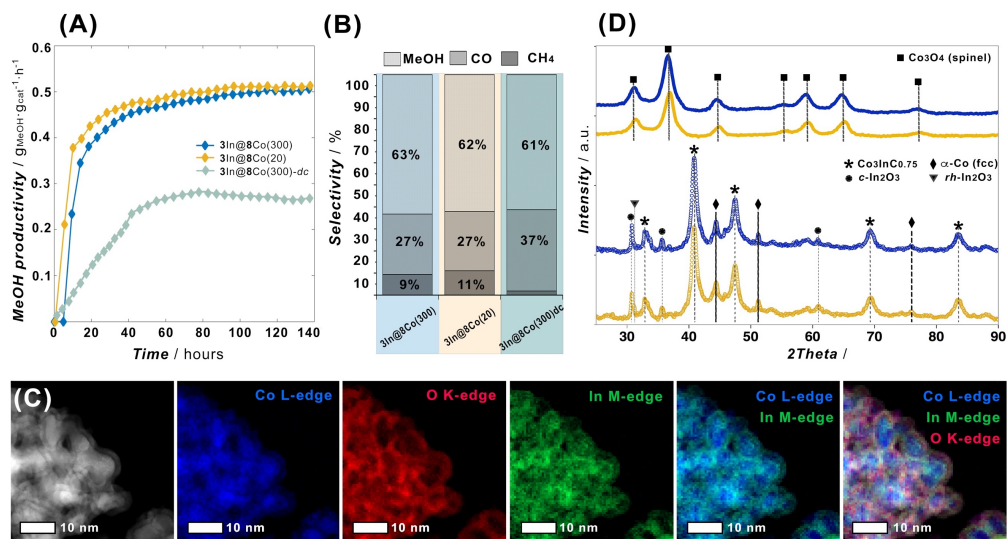 (A)
MeOH productivity / gMeOH·gcat⁻¹·h⁻¹
0.6
0.5
0.4
0.3
0.2
0.1
3In@8Co(300)
3In@8Co(20)
3In@8Co(300)-dc
0 20 40 60 80 100 120 140
Time / hours
(B)
MeOH CO CH4
Selectivity / %
100
90
80
70
60
50
40
30
20
10
63% 62% 61%
27% 27% 37%
9% 11%
3In@8Co(300) 3In@8Co(20) 3In@8Co(300)dc
(D)
Intensity / a.u.
Co3O4 (spinel)
Co3InC0.75 α-Co (fcc)
c-In2O3 rh-In2O3
30 40 50 60 70 80 90
2Theta /
(C)
10 nm
Co L-edge
10 nm
O K-edge
10 nm
In M-edge
10 nm
Co L-edge
In M-edge
10 nm
Co L-edge
In M-edge
O K-edge
10 nm